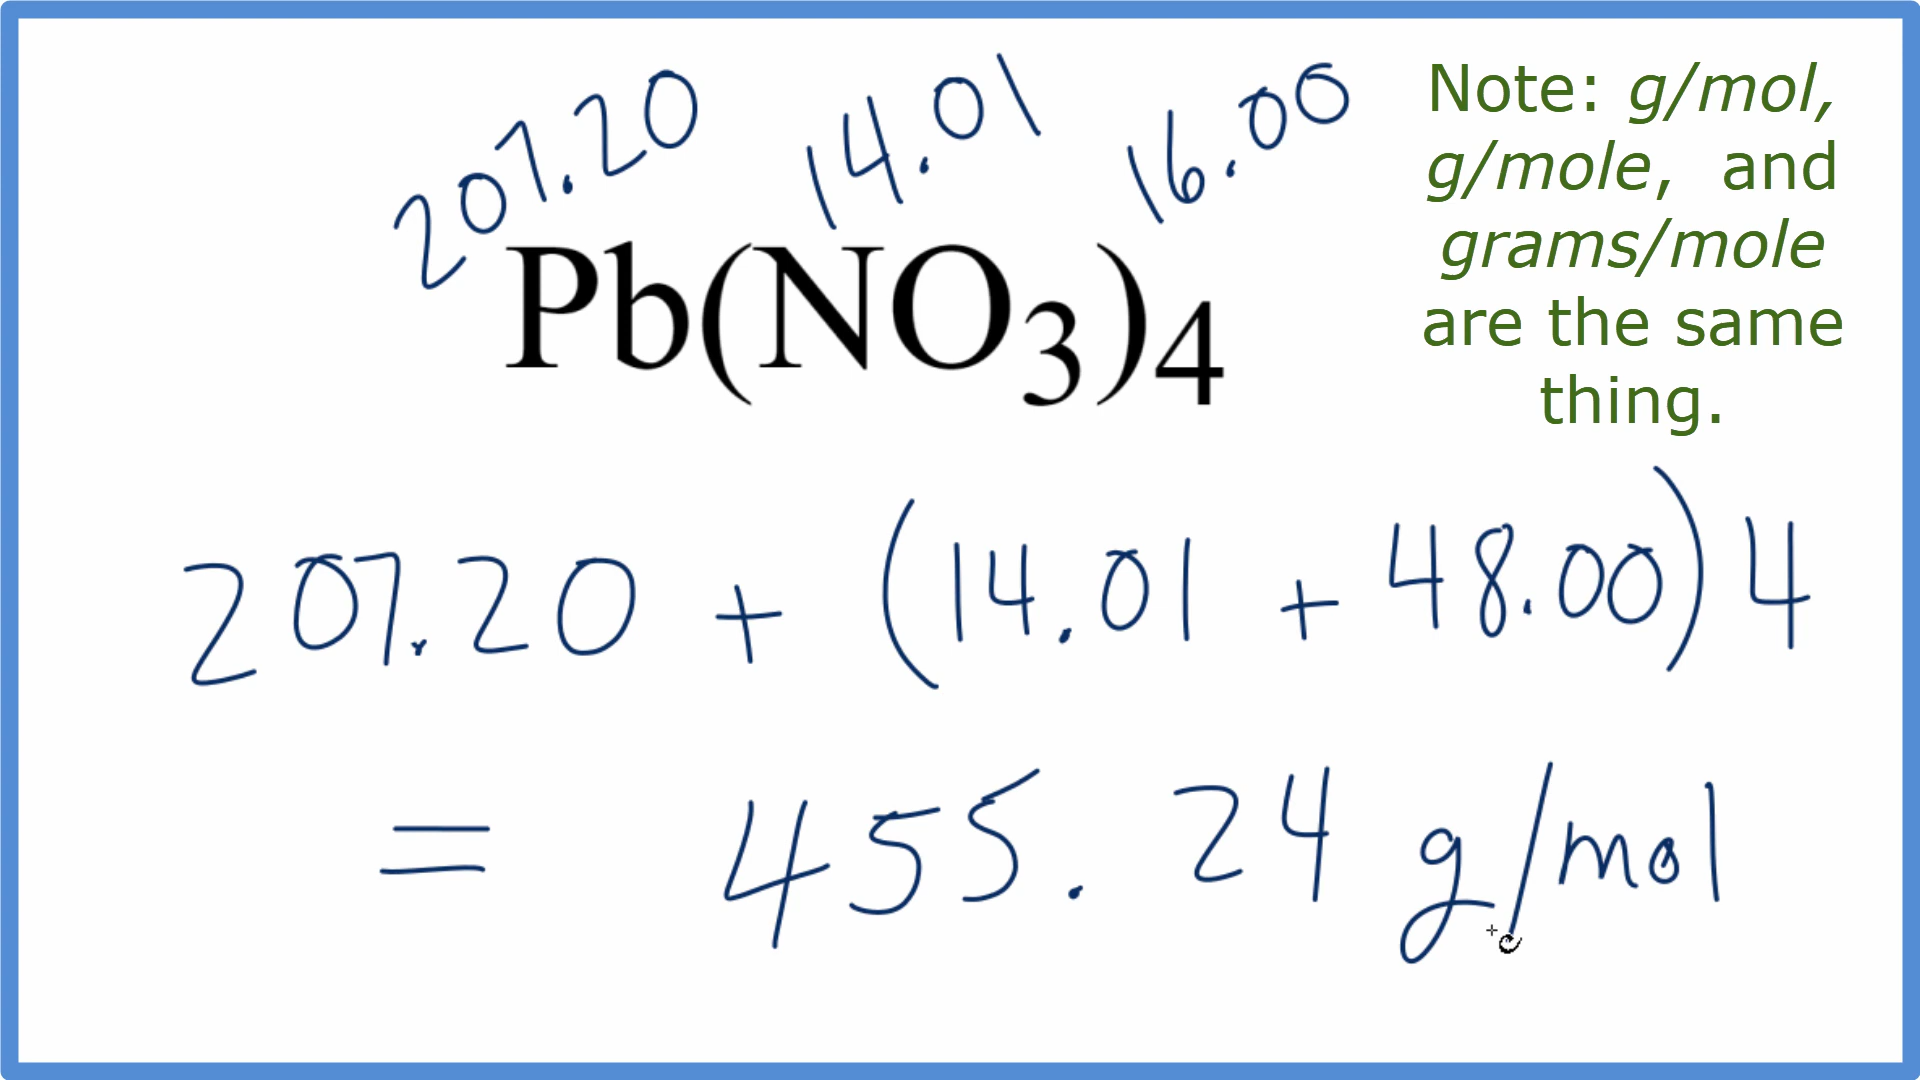 207.20 14.01 16.00
Pb(NO₃)₄
Note: g/mol,
g/mole, and
grams/mole
are the same
thing.
207.20 + (14.01 + 48.00)4
= 455.24 g/mol